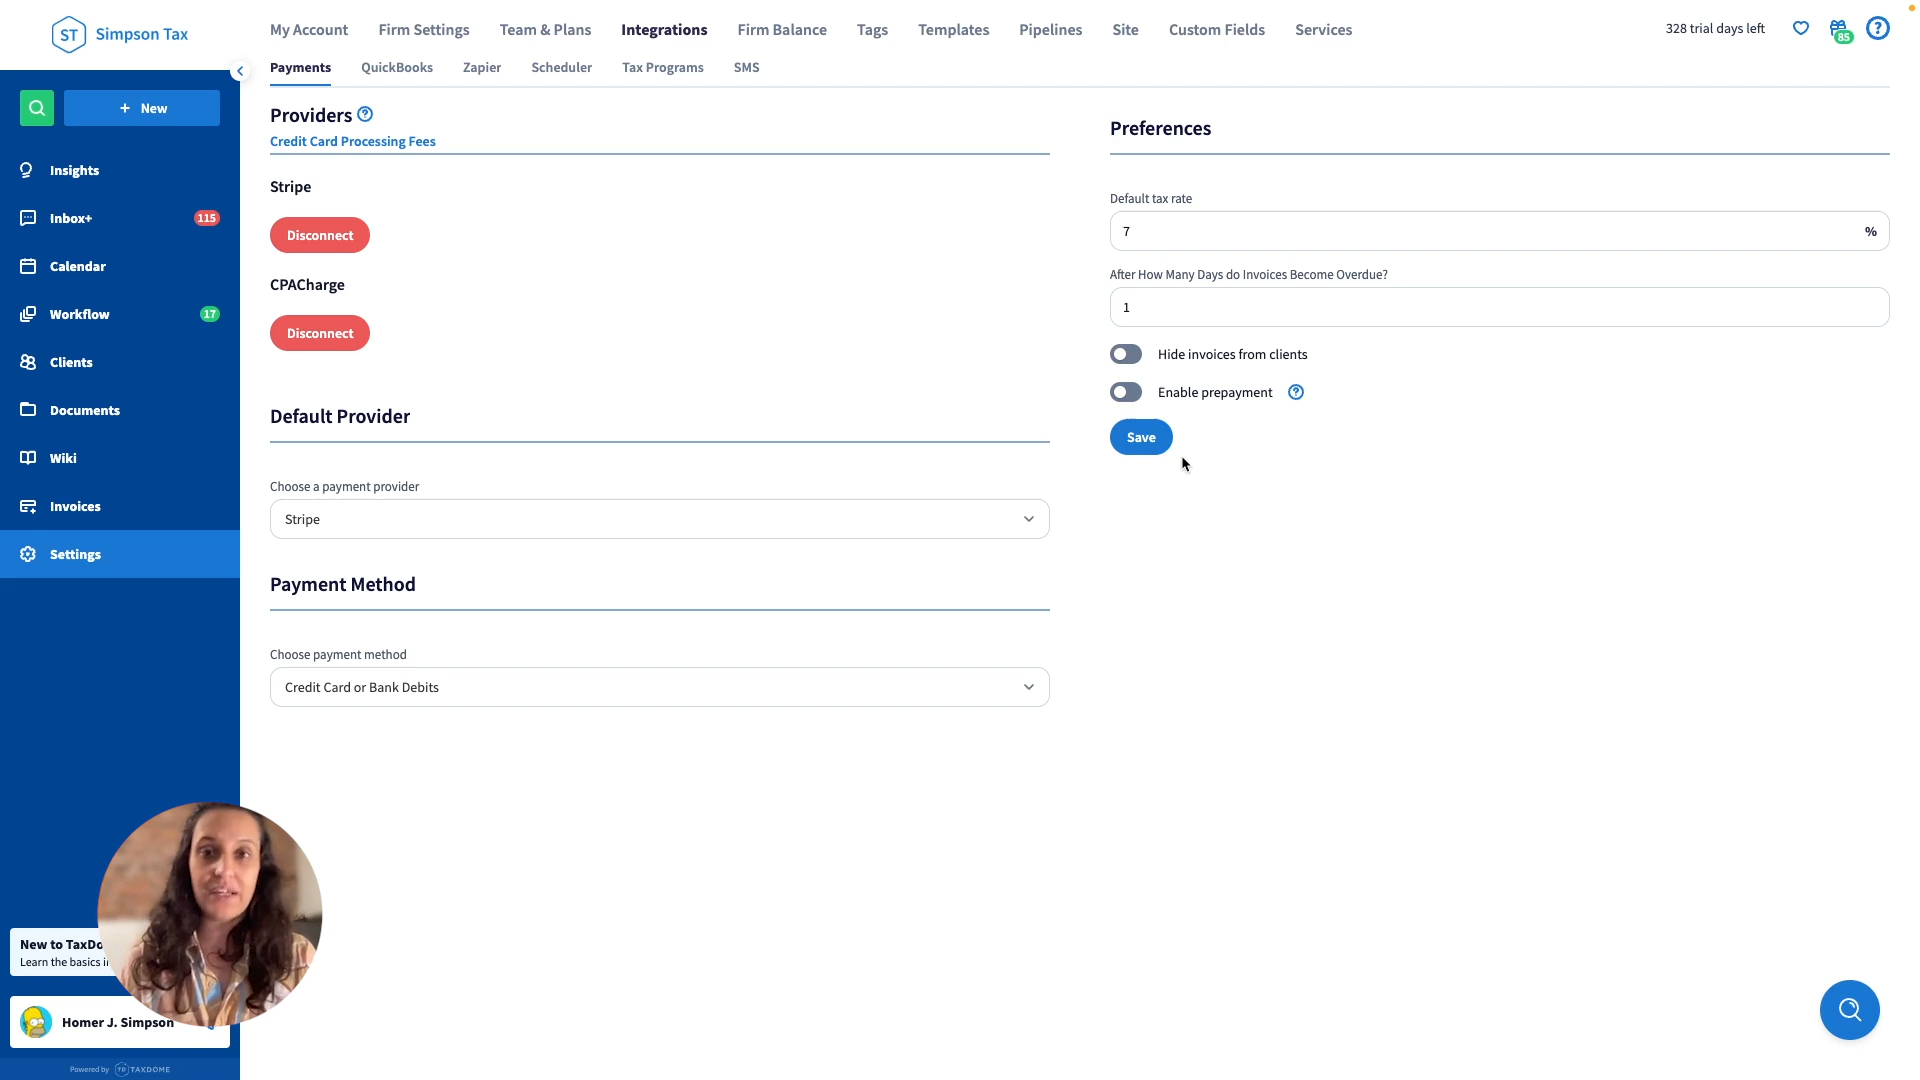 ST Simpson Tax
My Account Firm Settings Team & Plans Integrations Firm Balance Tags Templates Pipelines Site Custom Fields Services
328 trial days left
85
Payments QuickBooks Zapier Scheduler Tax Programs SMS
+ New
Insights
Inbox+ 115
Calendar
Workflow 17
Clients
Documents
Wiki
Invoices
Settings
New to TaxDo
Learn the basics i
Homer J. Simpson
Powered by TD TAXDOME
Providers ?
Credit Card Processing Fees
Stripe
Disconnect
CPACharge
Disconnect
Default Provider
Choose a payment provider
Stripe
Payment Method
Choose payment method
Credit Card or Bank Debits
Preferences
Default tax rate
7 %
After How Many Days do Invoices Become Overdue?
1
Hide invoices from clients
Enable prepayment ?
Save